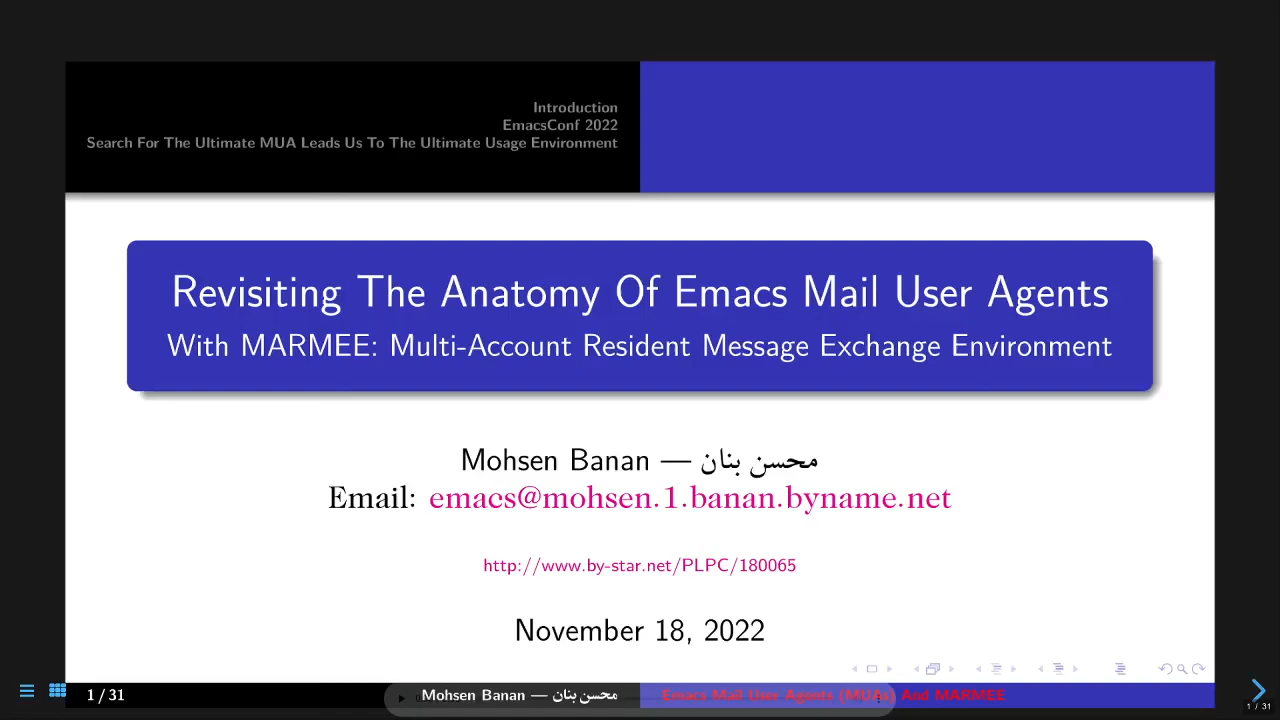 Introduction
EmacsConf 2022
Search For The Ultimate MUA Leads Us To The Ultimate Usage Environment
Revisiting The Anatomy Of Emacs Mail User Agents
With MARMEE: Multi-Account Resident Message Exchange Environment
Mohsen Banan — محسن بنان
Email: emacs@mohsen.1.banan.byname.net
http://www.by-star.net/PLPC/180065
November 18, 2022
1 / 31
Mohsen Banan — محسن بنان
Emacs Mail User Agents (MUAs) And MARMEE
1 / 31